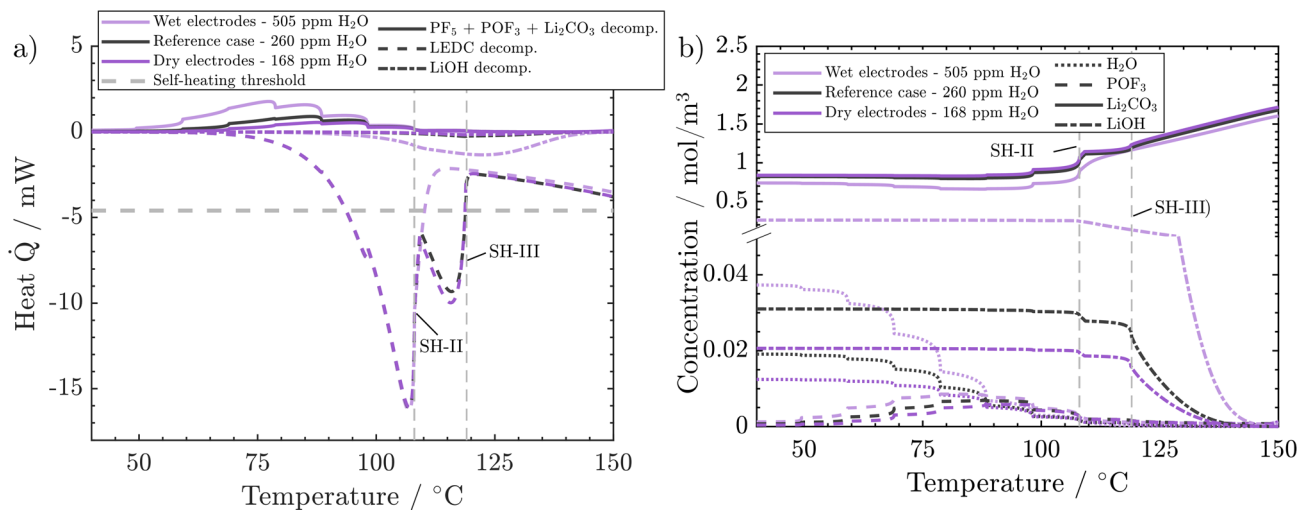 a)
Wet electrodes - 505 ppm H₂O
Reference case - 260 ppm H₂O
Dry electrodes - 168 ppm H₂O
Self-heating threshold
PF₅ + POF₃ + Li₂CO₃ decomp.
LEDC decomp.
LiOH decomp.
5
0
-5
-10
-15
Heat Q̇ / mW
SH-III
SH-II
50
75
100
125
150
Temperature / °C
b)
Wet electrodes - 505 ppm H₂O
Reference case - 260 ppm H₂O
Dry electrodes - 168 ppm H₂O
H₂O
POF₃
Li₂CO₃
LiOH
2.5
2
1.5
1
0.5
0.04
0.02
0
Concentration / mol/m³
SH-II
SH-III)
50
75
100
125
150
Temperature / °C